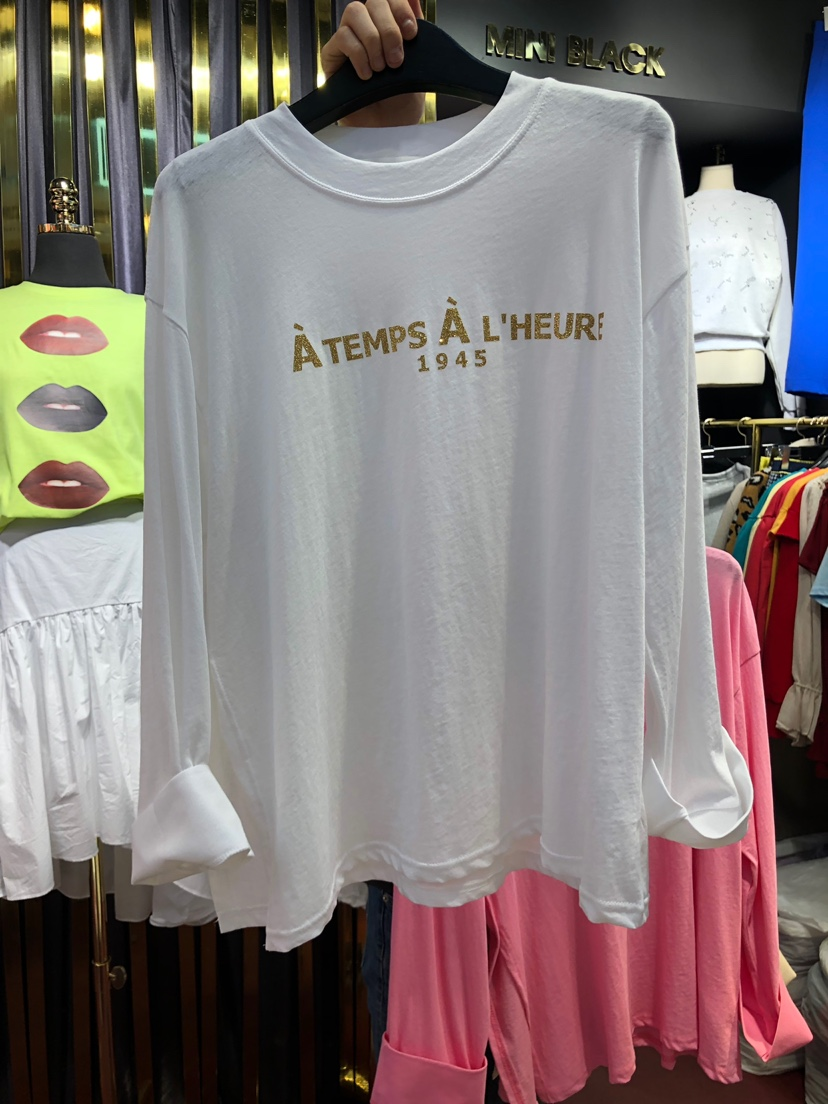 MINI BLACK
À TEMPS À L'HEURE
1945